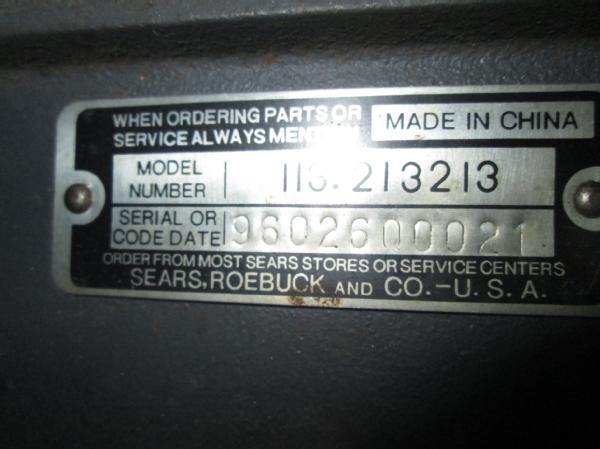 WHEN ORDERING PARTS OR
SERVICE ALWAYS MENTION
MADE IN CHINA
MODEL NUMBER 113.213213
SERIAL OR CODE DATE 96026Q0021
ORDER FROM MOST SEARS STORES OR SERVICE CENTERS
SEARS, ROEBUCK AND CO.-U. S. A.